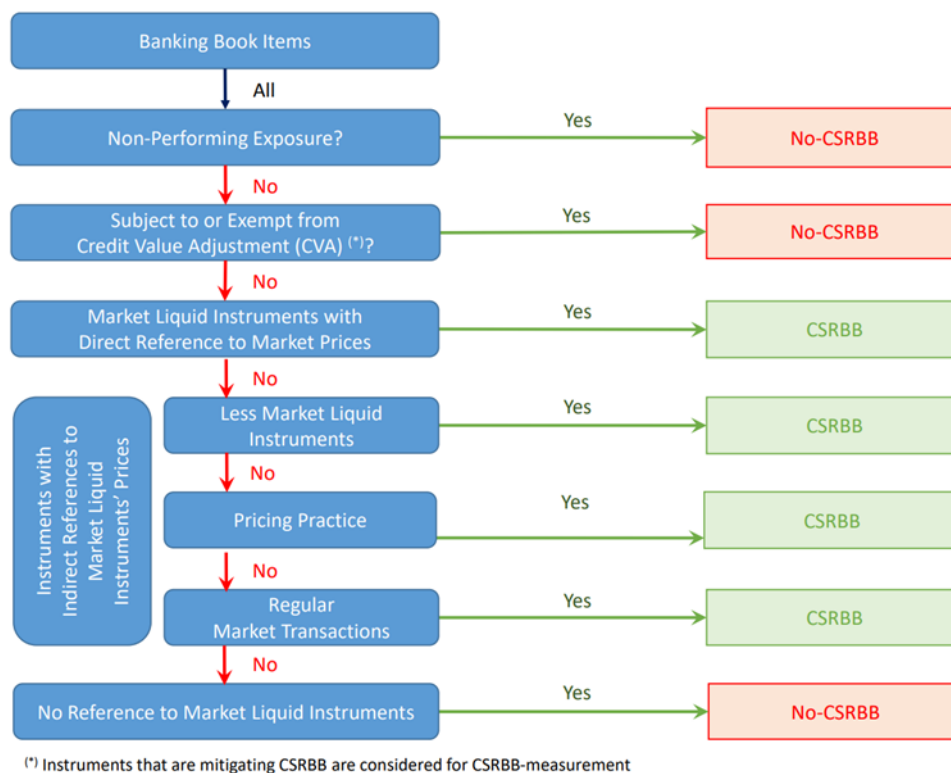 Banking Book Items
All
Non-Performing Exposure?
Yes
No-CSRBB
No
Subject to or Exempt from
Credit Value Adjustment (CVA) (*)?
Yes
No-CSRBB
No
Market Liquid Instruments with
Direct Reference to Market Prices
Yes
CSRBB
No
Instruments with
Indirect References to
Market Liquid
Instruments’ Prices
Less Market Liquid
Instruments
Yes
CSRBB
No
Pricing Practice
Yes
CSRBB
No
Regular
Market Transactions
Yes
CSRBB
No
No Reference to Market Liquid Instruments
Yes
No-CSRBB
(*) Instruments that are mitigating CSRBB are considered for CSRBB-measurement